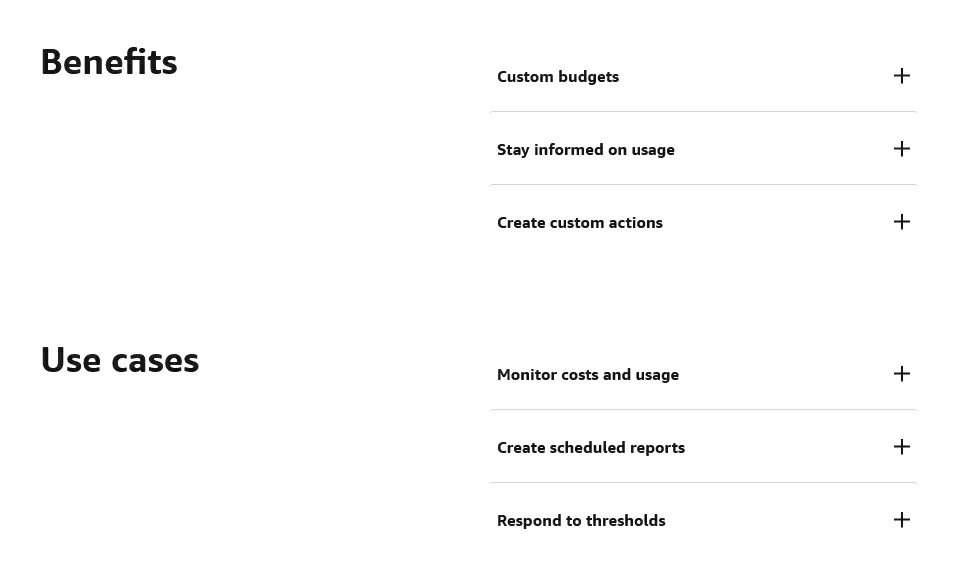 Benefits
Custom budgets
Stay informed on usage
Create custom actions
Use cases
Monitor costs and usage
Create scheduled reports
Respond to thresholds